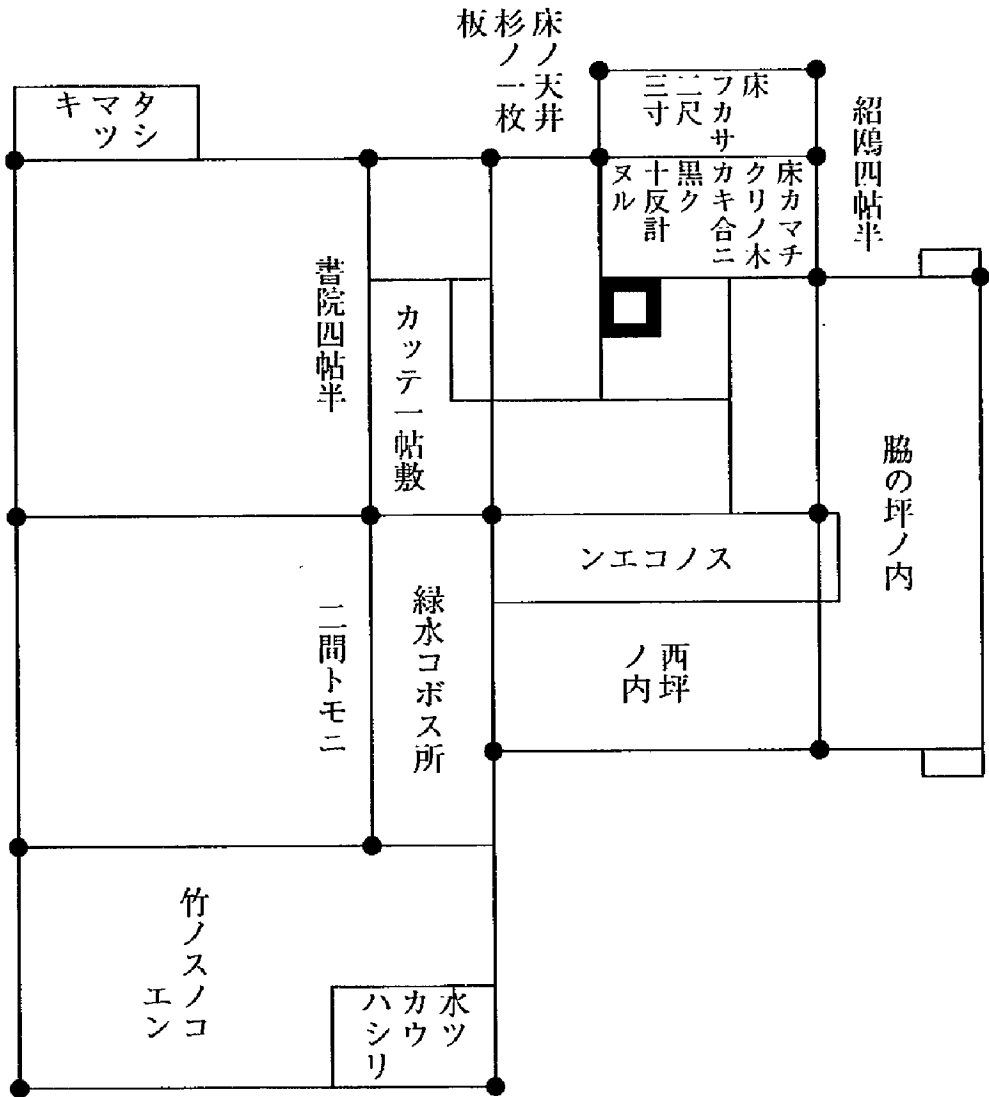 紹鴎四帖半
床
フカサ
二尺
三寸
床ノ天井
杉ノ一枚
板
床カマチ
クリノ木
カキ合ニ
黒ク
十反計
ヌル
脇の坪ノ内
スノコエン
西坪
ノ内
カッテ一帖敷
緑水コボス所
書院四帖半
二間トモニ
タシ
マツ
キ
竹ノスノコ
エン
水ツ
カウ
ハシリ